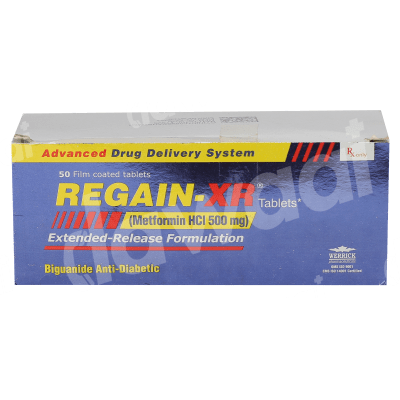 Advanced Drug Delivery System
Rx
50 Film coated tablets
REGAIN-XR®
Tablets*
(Metformin HCl 500 mg)
Extended-Release Formulation
Biguanide Anti-Diabetic
WERRICK
dawaai